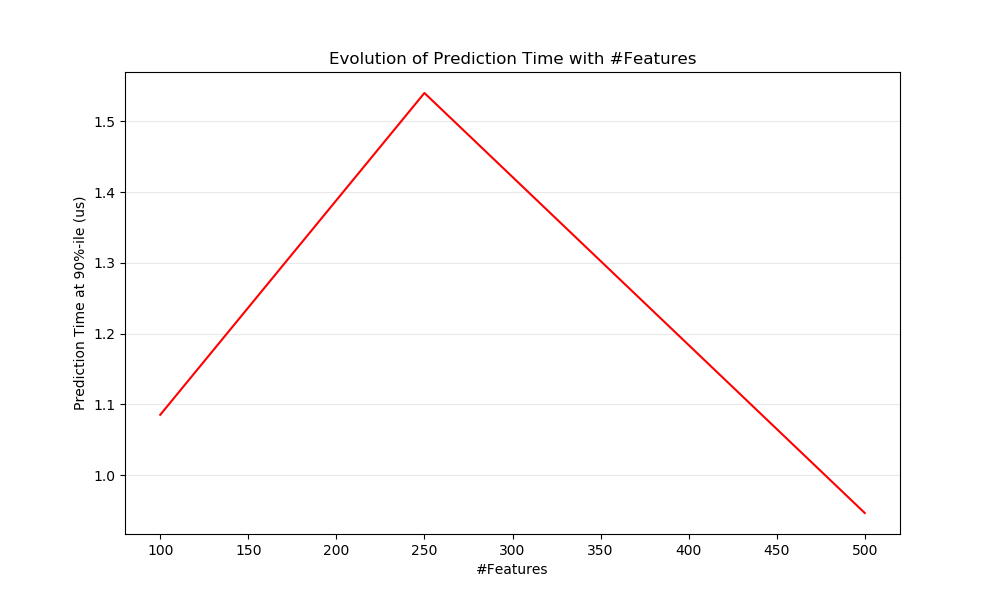 Evolution of Prediction Time with #Features
Prediction Time at 90%-ile (us)
1.5
1.4
1.3
1.2
1.1
1.0
100 150 200 250 300 350 400 450 500
#Features